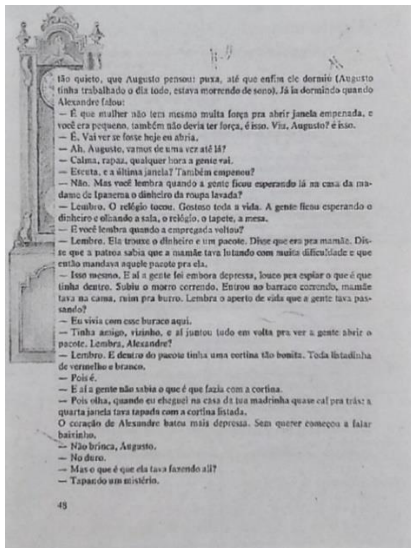 tão quieto, que Augusto pensou: puxa, até que enfim ele dormiu (Augusto
tinha trabalhado o dia todo, estava morrendo de sono). Já ia dormindo quando
Alexandre falou:
— É que mulher não tem mesmo muita força pra abrir janela empenada, e
você era pequeno, também não devia ter força, é isso. Viu, Augusto? é isso.
— É. Vai ver se fosse hoje eu abria.
— Ah, Augusto, vamos de uma vez até lá?
— Calma, rapaz, qualquer hora a gente vai.
— Escuta, e a última janela? Também empenou?
— Não. Mas você lembra quando a gente ficou esperando lá na casa da ma-
dame de Ipanema o dinheiro da roupa lavada?
— Lembro. O relógio tocou. Gostoso toda a vida. A gente ficou esperando o
dinheiro e olhando a sala, o relógio, o tapete, a mesa.
— E você lembra quando a empregada voltou?
— Lembro. Ela trouxe o dinheiro e um pacote. Disse que era pra mamãe. Dis-
se que a patroa sabia que a mamãe tava lutando com muita dificuldade e que
então mandava aquele pacote pra ela.
— Isso mesmo. E aí a gente foi embora depressa, louco pra espiar o que é que
tinha dentro. Subiu o morro correndo. Entrou no barraco correndo, mamãe
tava na cama, ruim pra burro. Lembra o aperto de vida que a gente tava pas-
sando?
— Eu vivia com esse buraco aqui.
— Tinha amigo, vizinho, e aí juntou tudo em volta pra ver a gente abrir o
pacote. Lembra, Alexandre?
— Lembro. E dentro do pacote tinha uma cortina tão bonita. Toda listadinha
de vermelho e branco.
— Pois é.
— E aí a gente não sabia o que é que fazia com a cortina.
— Pois olha, quando eu cheguei na casa da tua madrinha quase caí pra trás: a
quarta janela tava tapada com a cortina listada.
O coração de Alexandre bateu mais depressa. Sem querer começou a falar
baixinho.
— Não brinca, Augusto.
— No duro.
— Mas o que é que ela tava fazendo ali?
— Tapando um mistério.
48